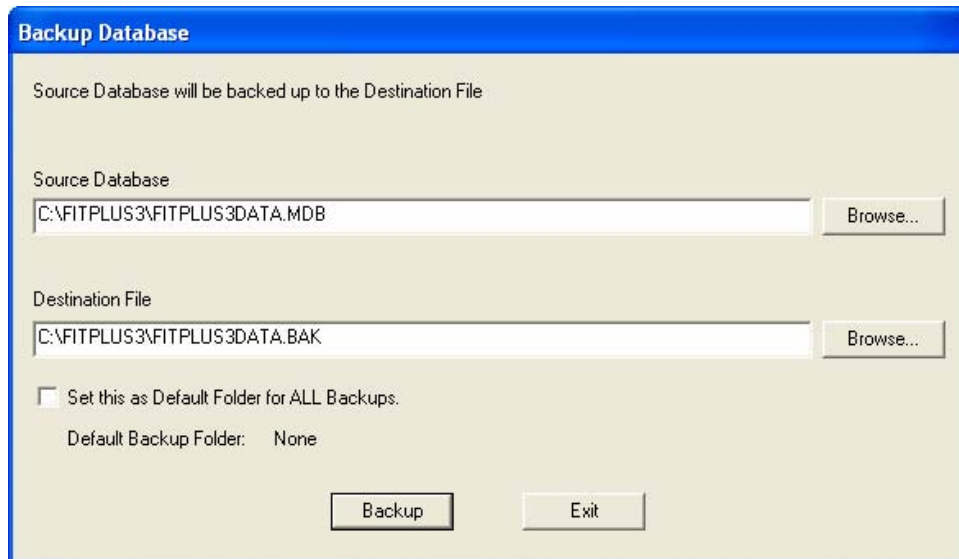 Backup Database
Source Database will be backed up to the Destination File
Source Database
C:\FITPLUS3\FITPLUS3DATA.MDB
Browse...
Destination File
C:\FITPLUS3\FITPLUS3DATA.BAK
Browse...
Set this as Default Folder for ALL Backups.
Default Backup Folder: None
Backup Exit